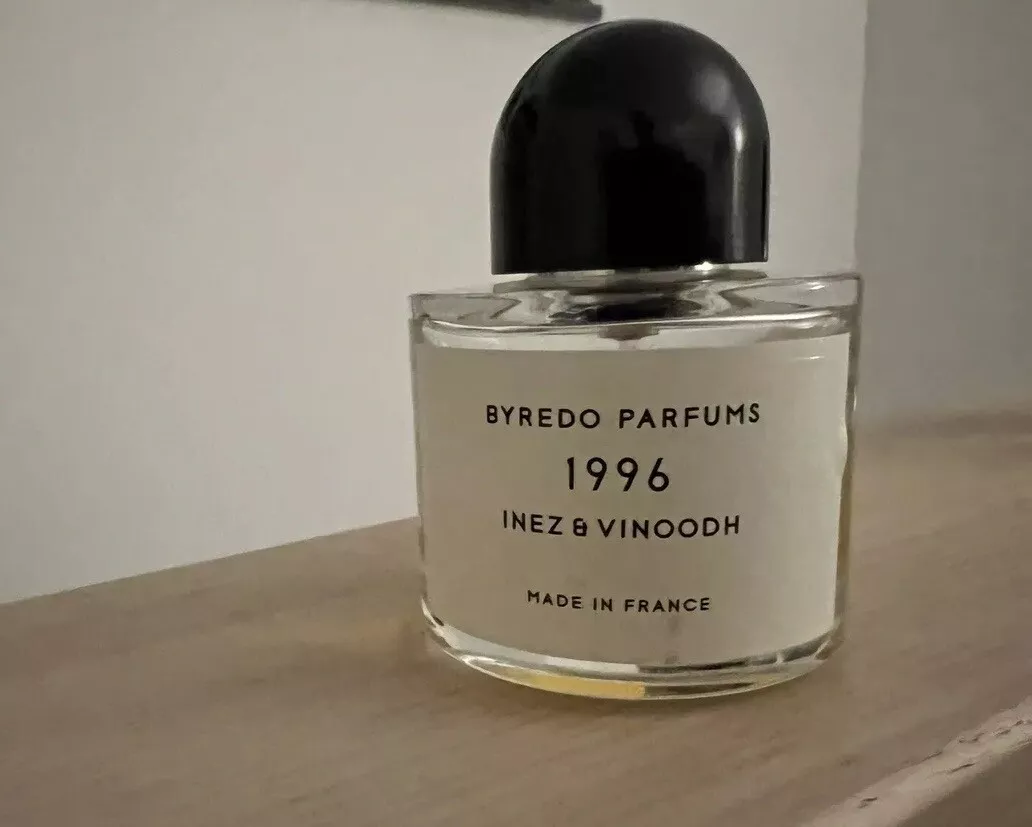 BYREDO PARFUMS
1996
INEZ & VINOODH
MADE IN FRANCE